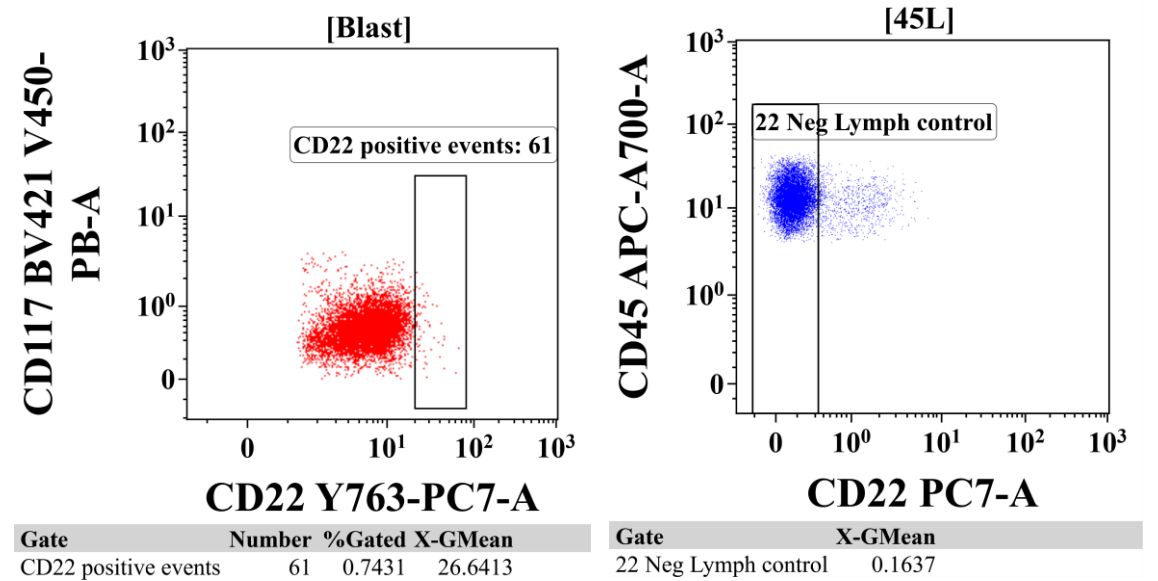 [Blast]
CD117 BV421 V450-
PB-A
10³
10²
10¹
10⁰
0
CD22 positive events: 61
0
10¹
10²
10³
CD22 Y763-PC7-A
Gate Number %Gated X-GMean
CD22 positive events 61 0.7431 26.6413
[45L]
CD45 APC-A700-A
10³
10²
10¹
10⁰
0
22 Neg Lymph control
0
10⁰
10¹
10²
10³
CD22 PC7-A
Gate X-GMean
22 Neg Lymph control 0.1637